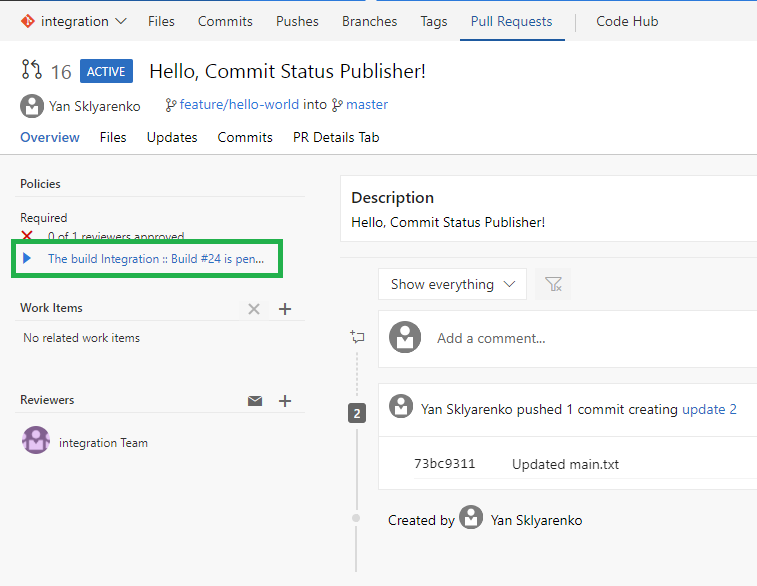 integration Files Commits Pushes Branches Tags Pull Requests Code Hub
16 ACTIVE Hello, Commit Status Publisher!
Yan Sklyarenko feature/hello-world into master
Overview Files Updates Commits PR Details Tab
Policies
Required
0 of 1 reviewers approved
The build Integration :: Build #24 is pen...
Work Items
No related work items
Reviewers
integration Team
Description
Hello, Commit Status Publisher!
Show everything
Add a comment...
2
Yan Sklyarenko pushed 1 commit creating update 2
73bc9311 Updated main.txt
Created by Yan Sklyarenko